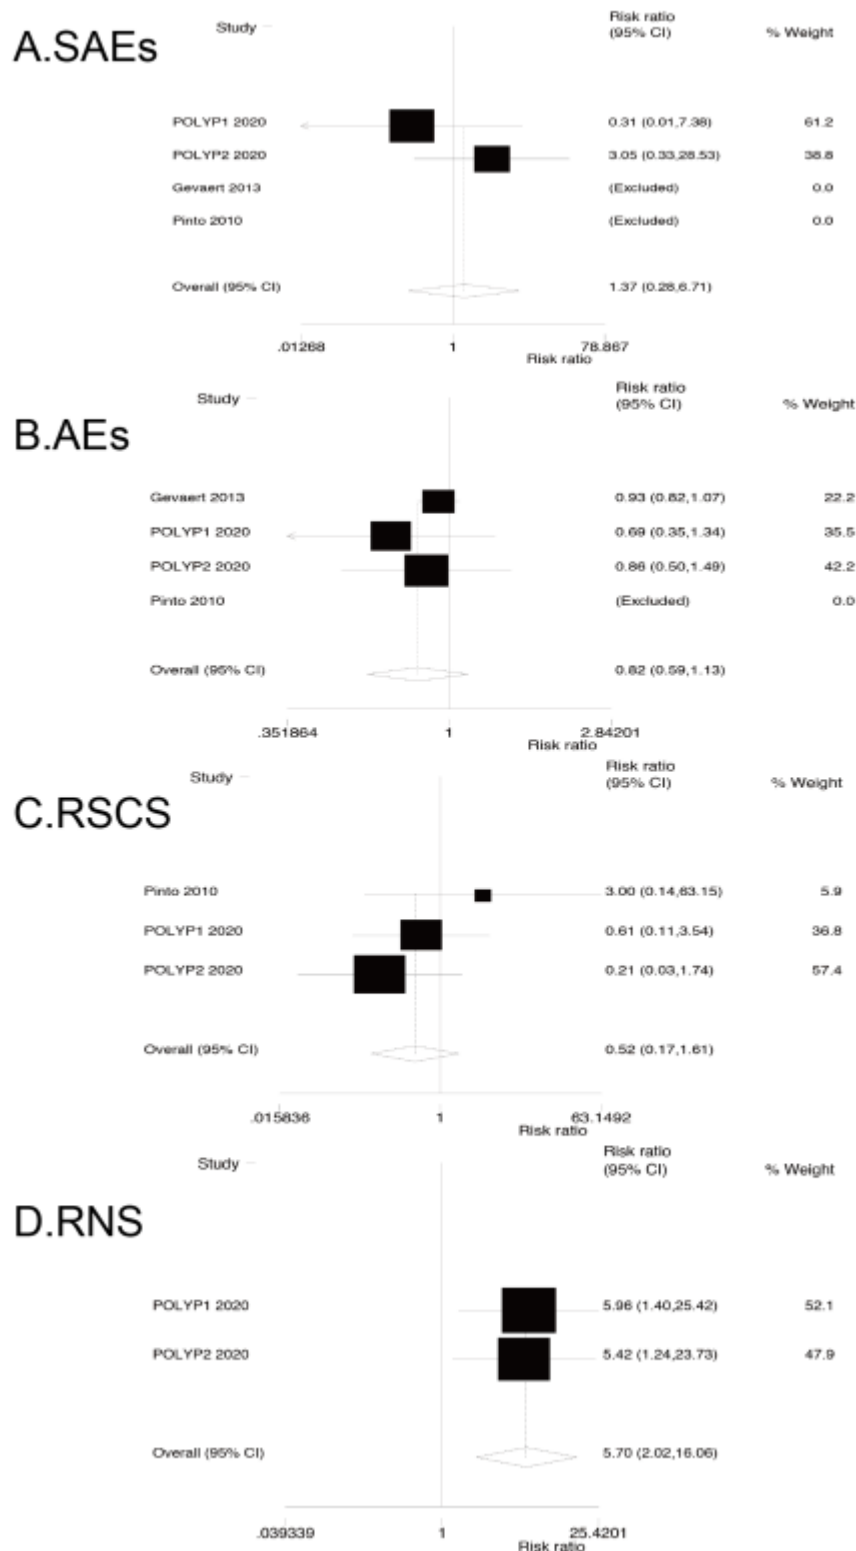 Study
Risk ratio
(95% CI)
% Weight
A.SAEs
POLYP1 2020 0.31 (0.01,7.38) 61.2
POLYP2 2020 3.05 (0.33,28.53) 38.8
Gevaert 2013 (Excluded) 0.0
Pinto 2010 (Excluded) 0.0
Overall (95% CI) 1.37 (0.28,6.71)
.01268 1 78.867
Risk ratio
Study
Risk ratio
(95% CI)
% Weight
B.AEs
Gevaert 2013 0.93 (0.82,1.07) 22.2
POLYP1 2020 0.69 (0.35,1.34) 35.5
POLYP2 2020 0.86 (0.50,1.49) 42.2
Pinto 2010 (Excluded) 0.0
Overall (95% CI) 0.82 (0.59,1.13)
.351864 1 2.84201
Risk ratio
Study
Risk ratio
(95% CI)
% Weight
C.RSCS
Pinto 2010 3.00 (0.14,63.15) 5.9
POLYP1 2020 0.61 (0.11,3.54) 36.8
POLYP2 2020 0.21 (0.03,1.74) 57.4
Overall (95% CI) 0.52 (0.17,1.61)
.015836 1 63.1492
Risk ratio
Study
Risk ratio
(95% CI)
% Weight
D.RNS
POLYP1 2020 5.96 (1.40,25.42) 52.1
POLYP2 2020 5.42 (1.24,23.73) 47.9
Overall (95% CI) 5.70 (2.02,16.06)
.039339 1 25.4201
Risk ratio